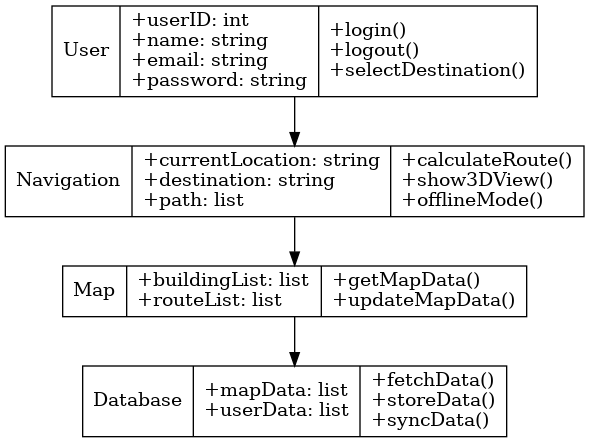 User
+userID: int
+name: string
+email: string
+password: string
+login()
+logout()
+selectDestination()
Navigation
+currentLocation: string
+destination: string
+path: list
+calculateRoute()
+show3DView()
+offlineMode()
Map
+buildingList: list
+routeList: list
+getMapData()
+updateMapData()
Database
+mapData: list
+userData: list
+fetchData()
+storeData()
+syncData()